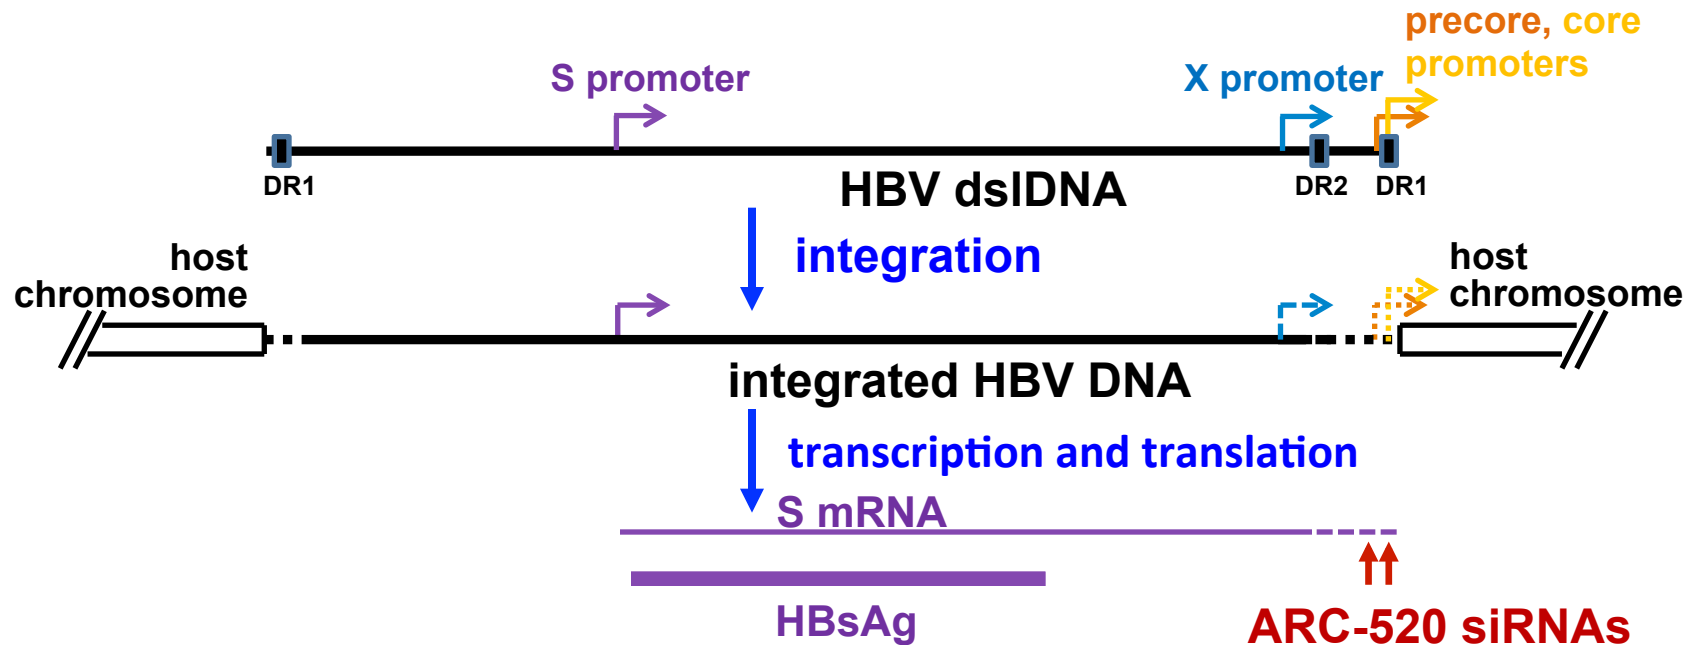 precore, core
promoters
S promoter
X promoter
DR1
DR2
DR1
HBV dslDNA
integration
host
chromosome
host
chromosome
integrated HBV DNA
transcription and translation
S mRNA
HBsAg
ARC-520 siRNAs